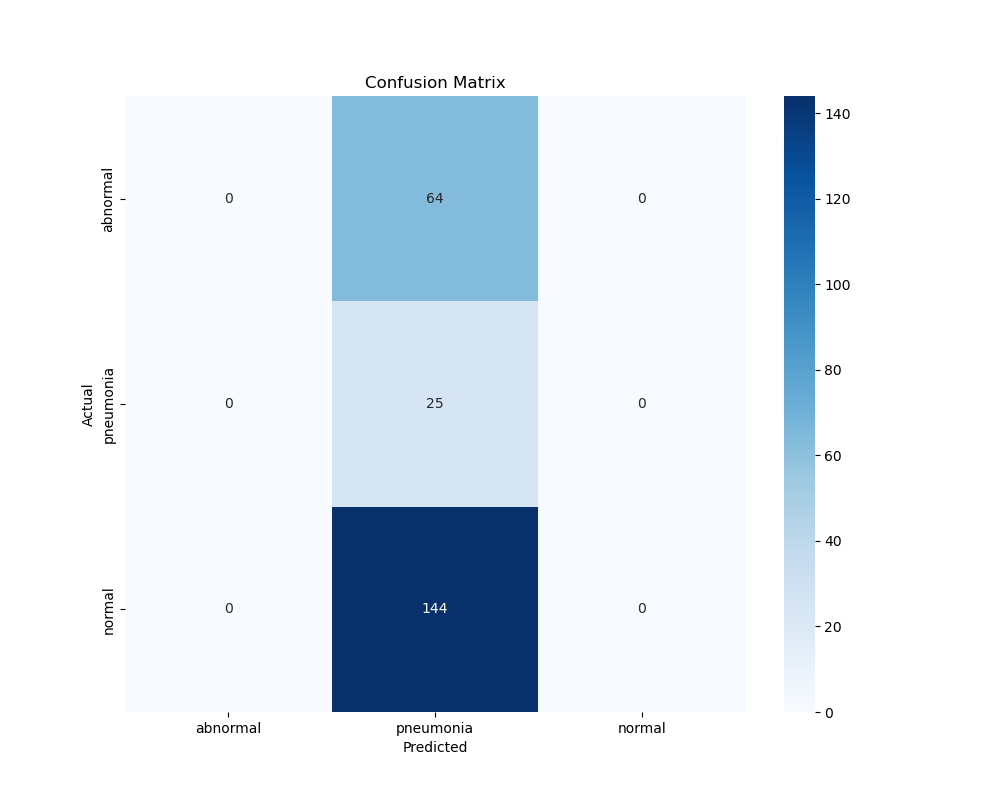 Confusion Matrix
Actual
abnormal
0 64 0
pneumonia
0 25 0
normal
0 144 0
abnormal pneumonia normal
Predicted
140
120
100
80
60
40
20
0